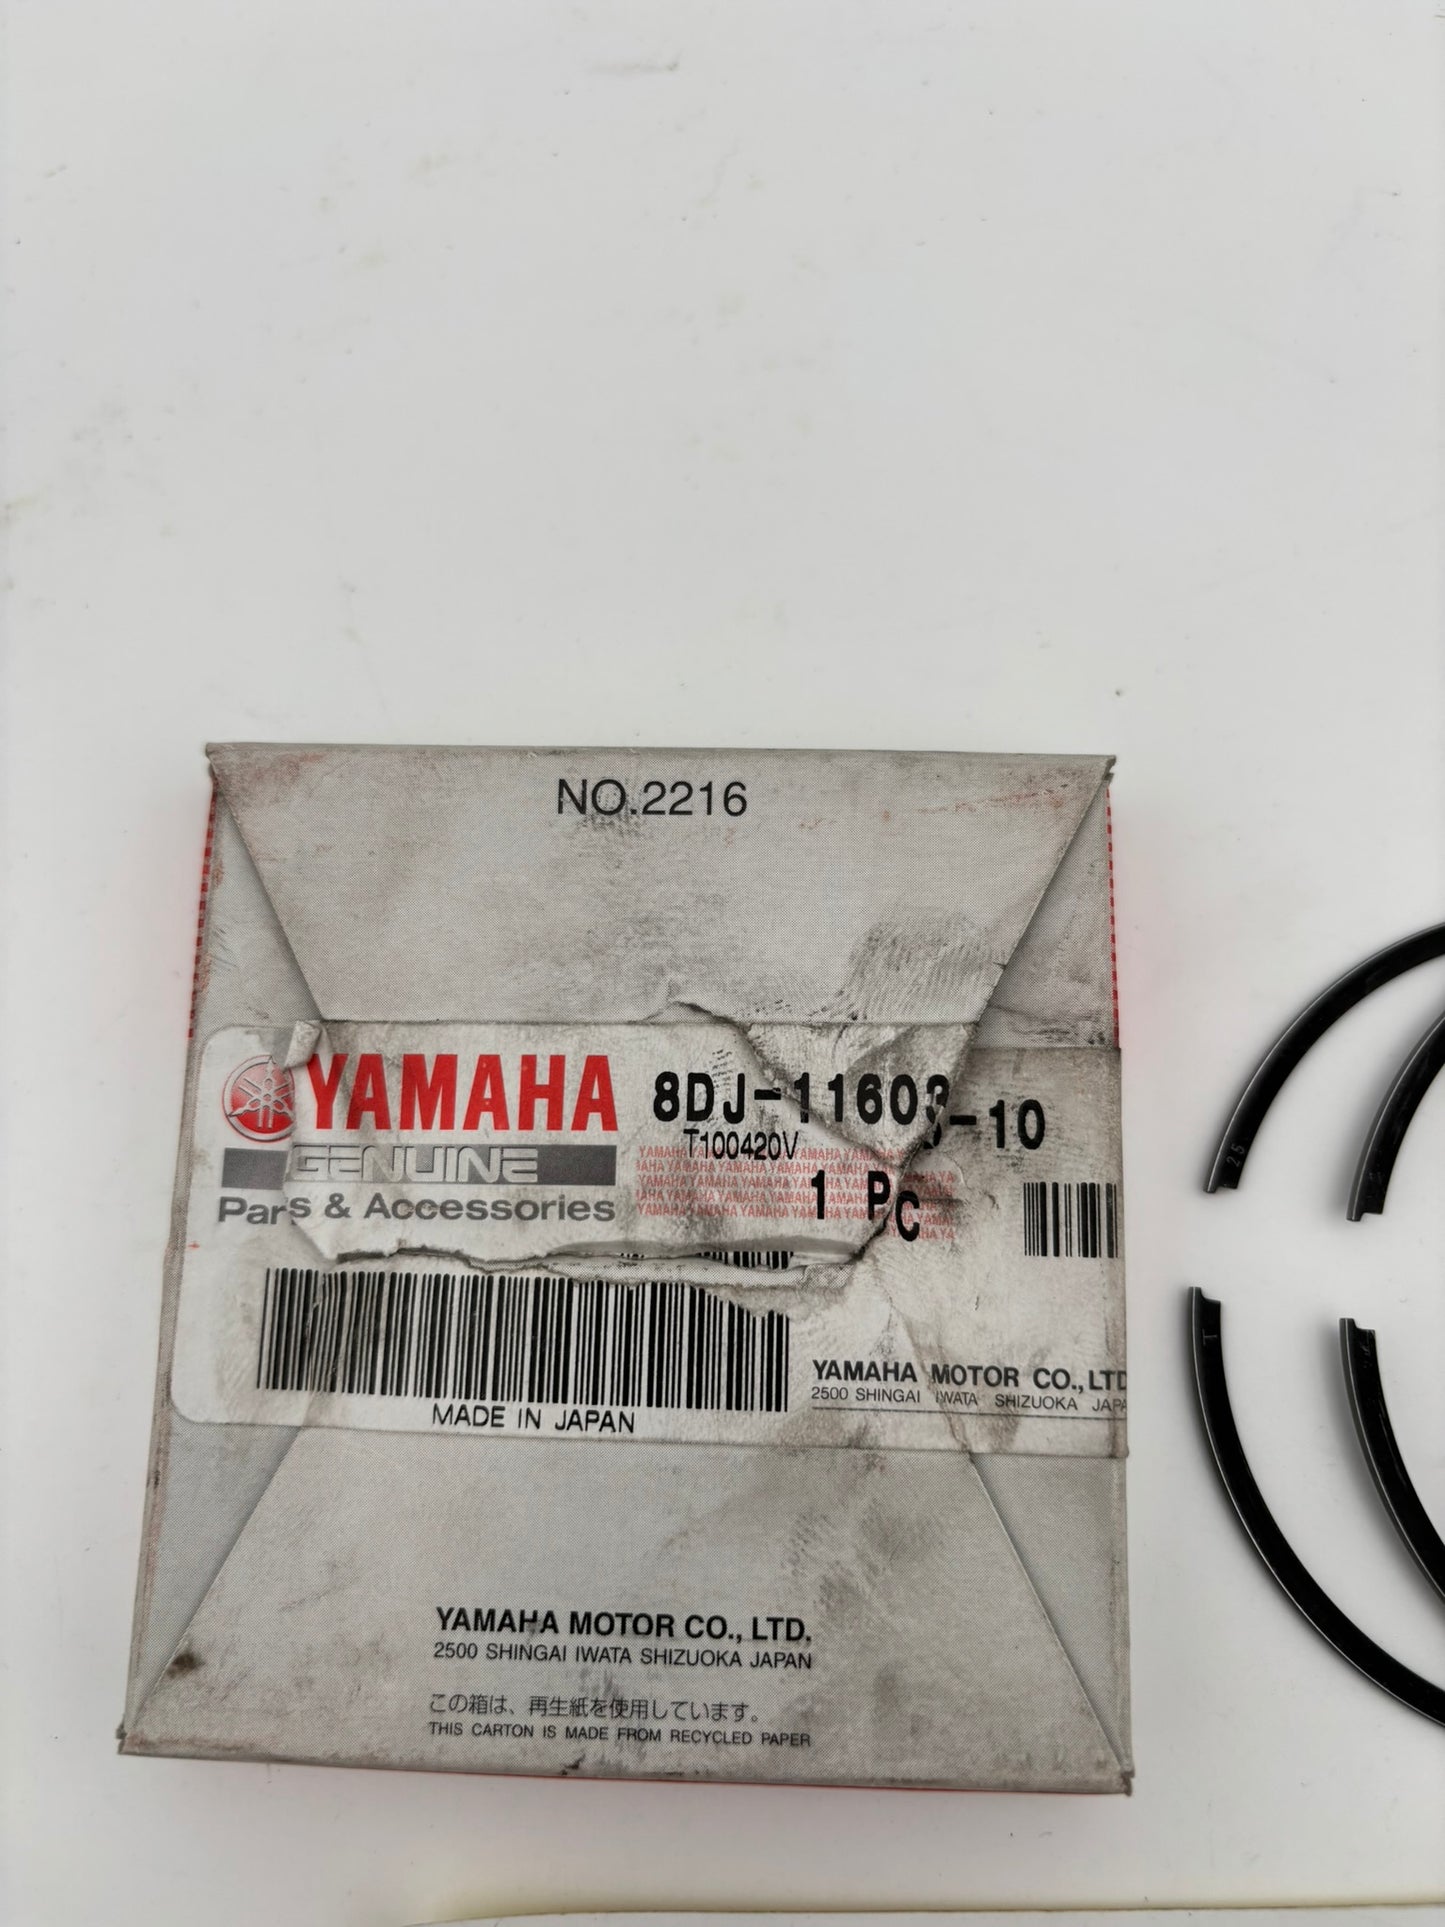 NO.2216
YAMAHA 8DJ-11603-10
T100420V
GENUINE
Parts & Accessories
1 PC
MADE IN JAPAN
YAMAHA MOTOR CO., LTD
2500 SHINGAI IWATA SHIZUOKA JAPA
YAMAHA MOTOR CO., LTD.
2500 SHINGAI IWATA SHIZUOKA JAPAN
この箱は、再生紙を使用しています。
THIS CARTON IS MADE FROM RECYCLED PAPER
25
T